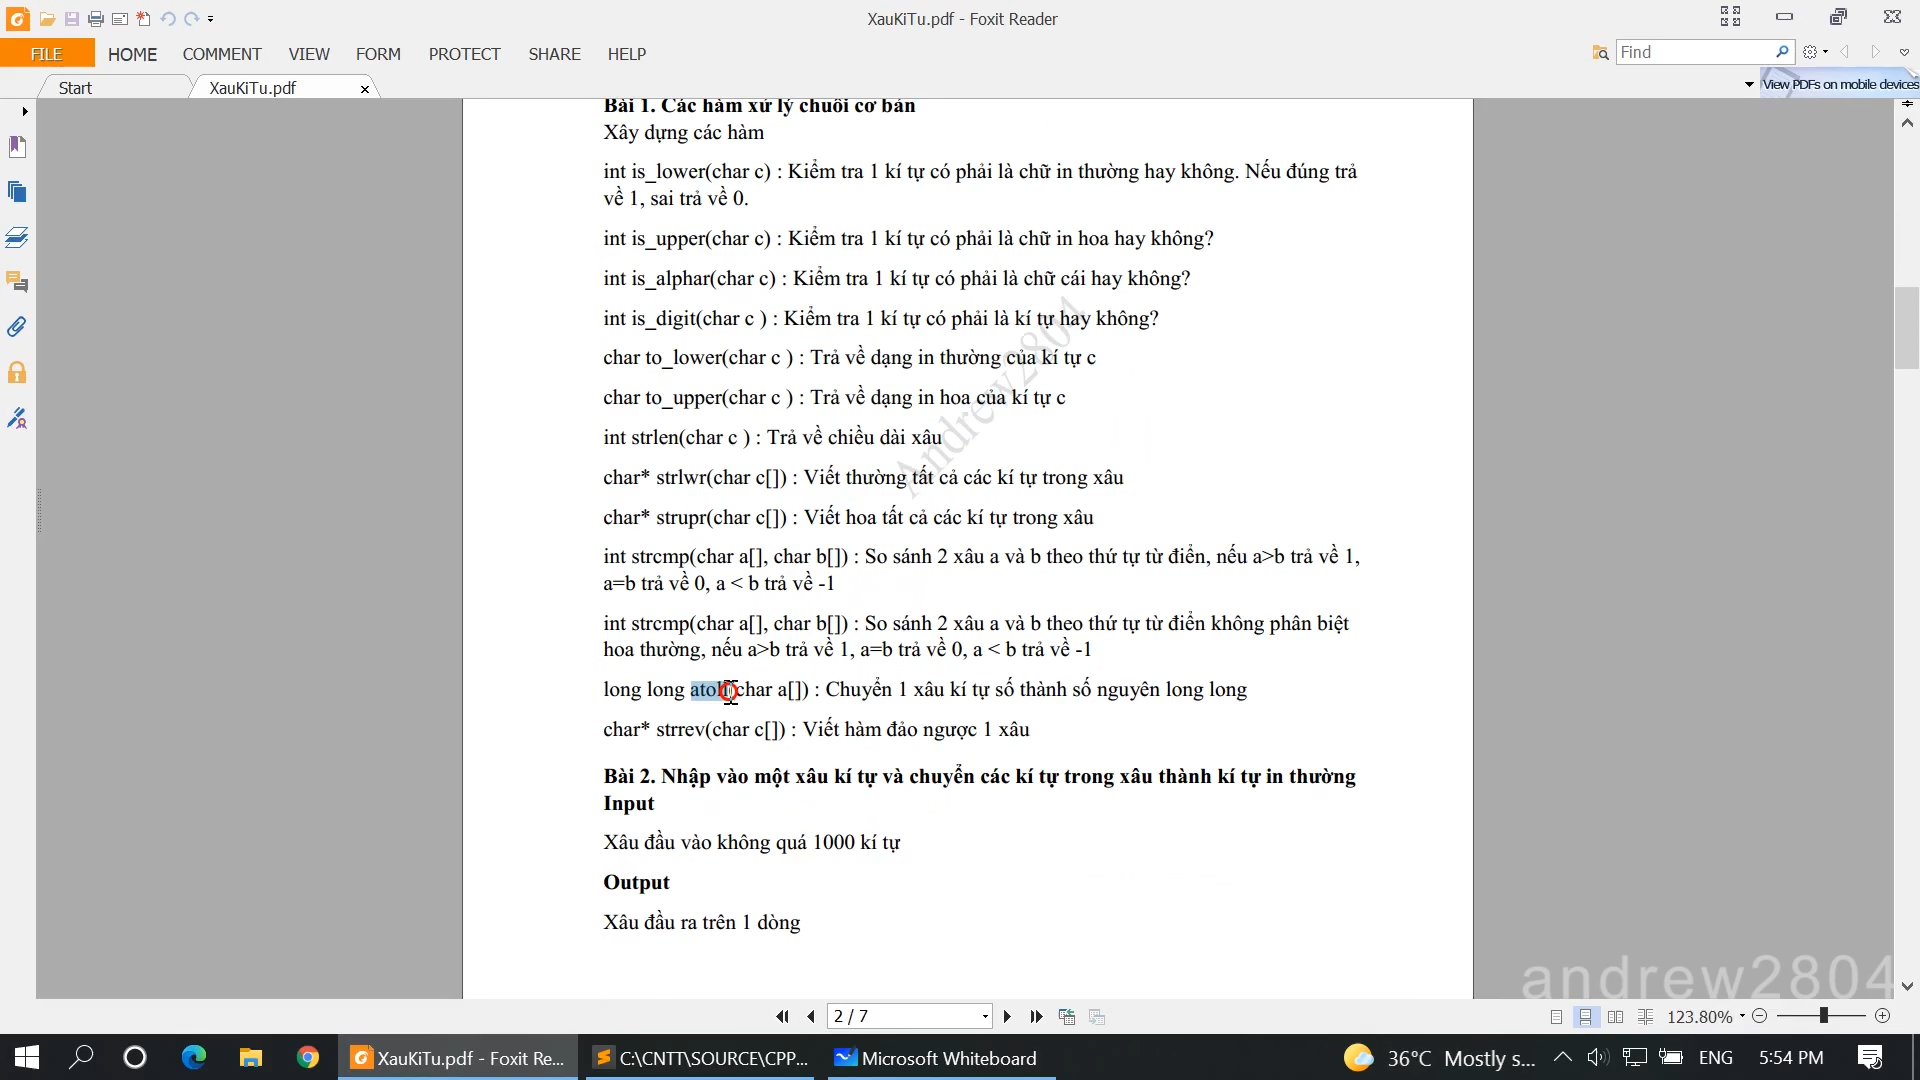 XauKiTu.pdf - Foxit Reader
FILE HOME COMMENT VIEW FORM PROTECT SHARE HELP
Find
Start XauKiTu.pdf
View PDFs on mobile devices
Bài 1. Các hàm xử lý chuỗi cơ bản
Xây dựng các hàm
int is_lower(char c) : Kiểm tra 1 kí tự có phải là chữ in thường hay không. Nếu đúng trả
về 1, sai trả về 0.
int is_upper(char c) : Kiểm tra 1 kí tự có phải là chữ in hoa hay không?
int is_alphar(char c) : Kiểm tra 1 kí tự có phải là chữ cái hay không?
int is_digit(char c ) : Kiểm tra 1 kí tự có phải là kí tự hay không?
char to_lower(char c ) : Trả về dạng in thường của kí tự c
char to_upper(char c ) : Trả về dạng in hoa của kí tự c
int strlen(char c ) : Trả về chiều dài xâu
char* strlwr(char c[]) : Viết thường tất cả các kí tự trong xâu
char* strupr(char c[]) : Viết hoa tất cả các kí tự trong xâu
int strcmp(char a[], char b[]) : So sánh 2 xâu a và b theo thứ tự từ điển, nếu a>b trả về 1,
a=b trả về 0, a < b trả về -1
int strcmp(char a[], char b[]) : So sánh 2 xâu a và b theo thứ tự từ điển không phân biệt
hoa thường, nếu a>b trả về 1, a=b trả về 0, a < b trả về -1
long long atoll(char a[]) : Chuyển 1 xâu kí tự số thành số nguyên long long
char* strrev(char c[]) : Viết hàm đảo ngược 1 xâu
Bài 2. Nhập vào một xâu kí tự và chuyển các kí tự trong xâu thành kí tự in thường
Input
Xâu đầu vào không quá 1000 kí tự
Output
Xâu đầu ra trên 1 dòng
Andrew2804
andrew2804
2 / 7
123.80%
XauKiTu.pdf - Foxit Re...
C:\CNTT\SOURCE\CPP...
Microsoft Whiteboard
36°C Mostly s...
ENG
5:54 PM